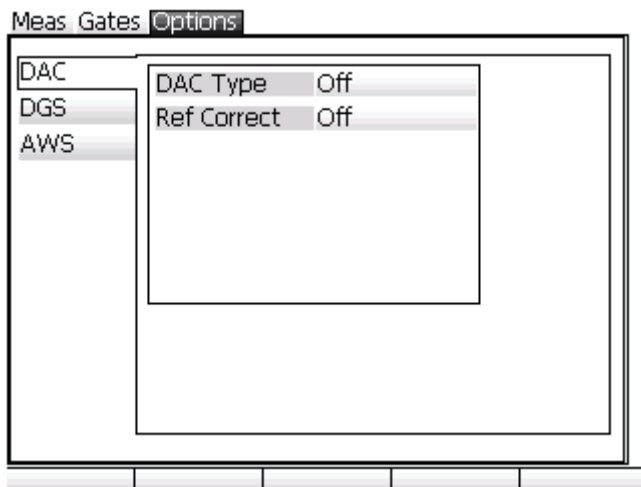 Meas Gates Options
DAC
DAC Type Off
DGS
Ref Correct Off
AWS